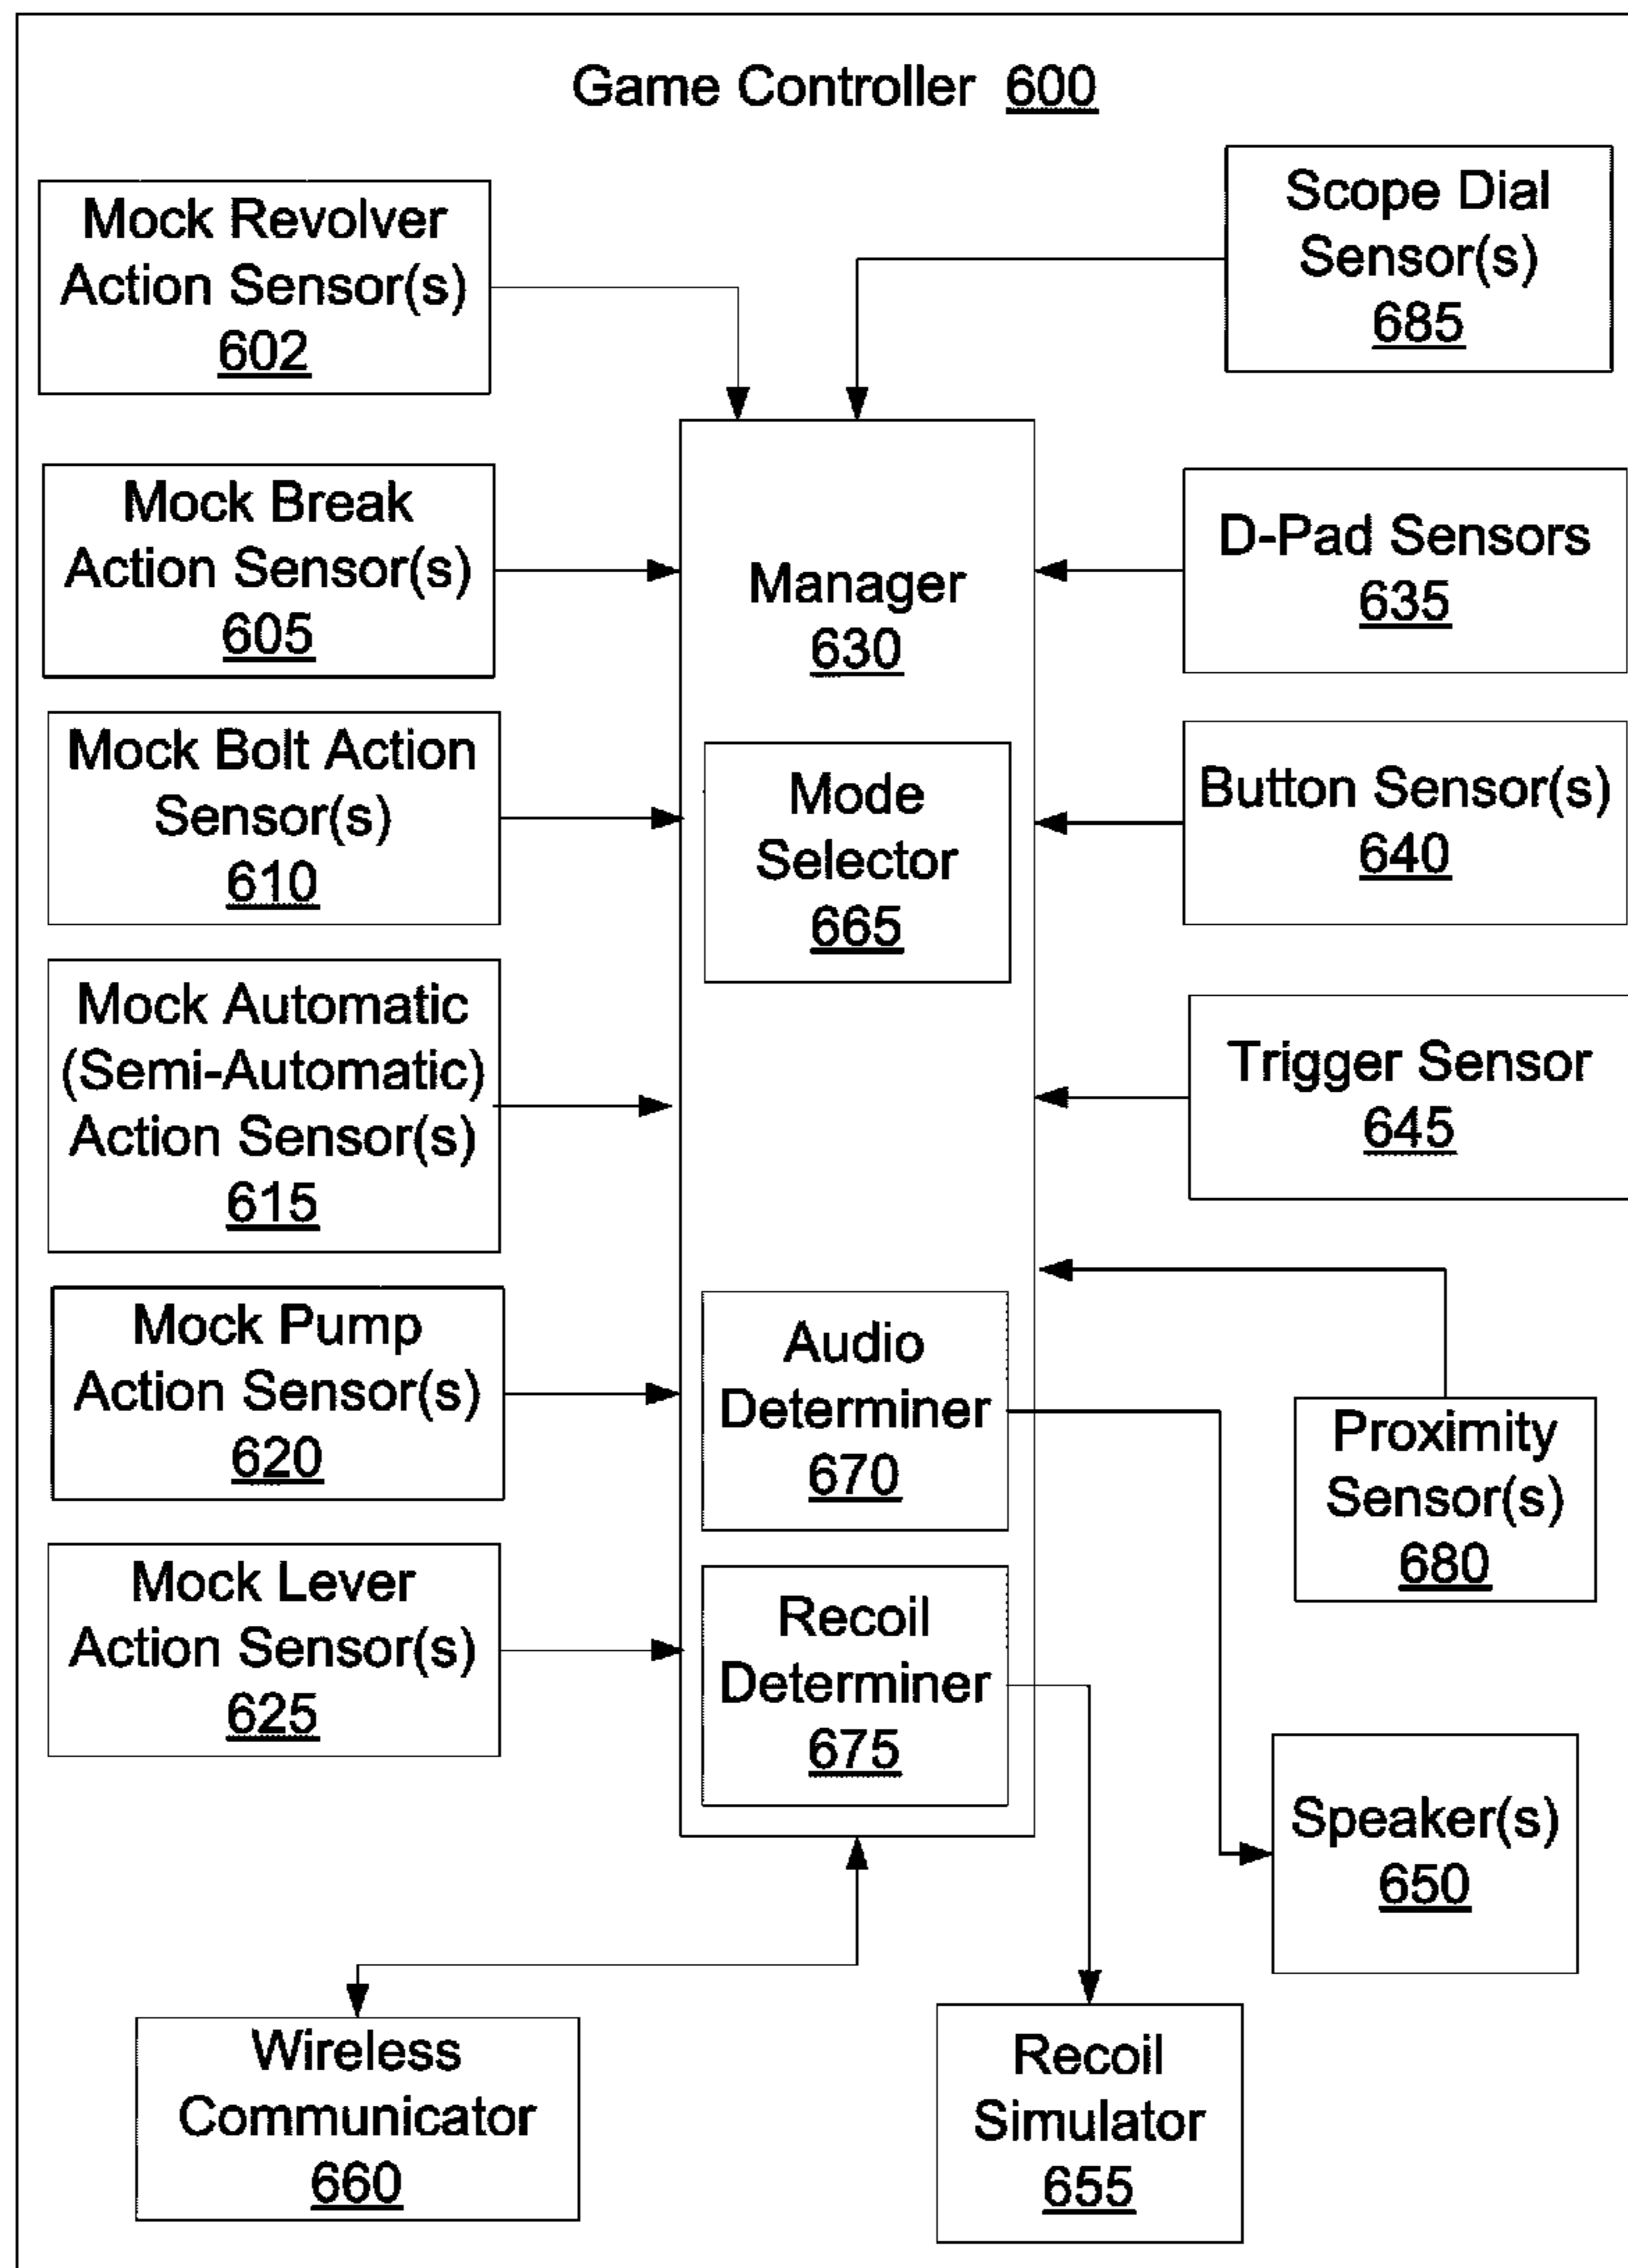 Game Controller 600
Mock Revolver
Action Sensor(s)
602
Scope Dial
Sensor(s)
685
Mock Break
Action Sensor(s)
605
Manager
630
D-Pad Sensors
635
Mock Bolt Action
Sensor(s)
610
Mode
Selector
665
Button Sensor(s)
640
Mock Automatic
(Semi-Automatic)
Action Sensor(s)
615
Trigger Sensor
645
Mock Pump
Action Sensor(s)
620
Audio
Determiner
670
Proximity
Sensor(s)
680
Mock Lever
Action Sensor(s)
625
Recoil
Determiner
675
Speaker(s)
650
Wireless
Communicator
660
Recoil
Simulator
655